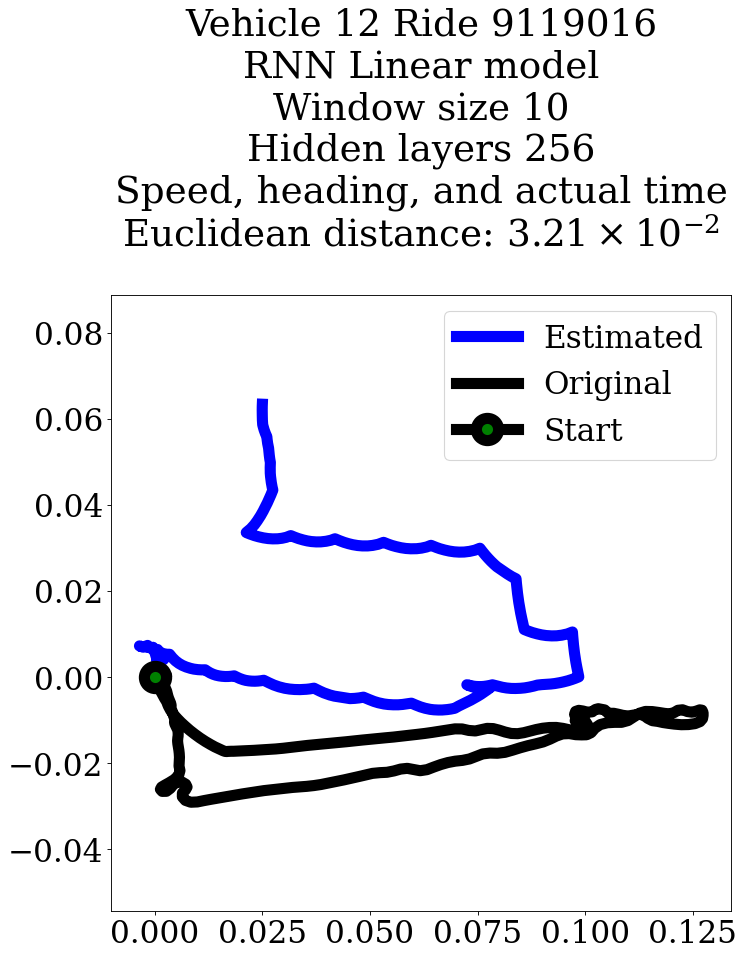 Vehicle 12 Ride 9119016
RNN Linear model
Window size 10
Hidden layers 256
Speed, heading, and actual time
Euclidean distance: 3.21 × 10⁻²
Estimated
Original
Start
0.08
0.06
0.04
0.02
0.00
−0.02
−0.04
0.000 0.025 0.050 0.075 0.100 0.125